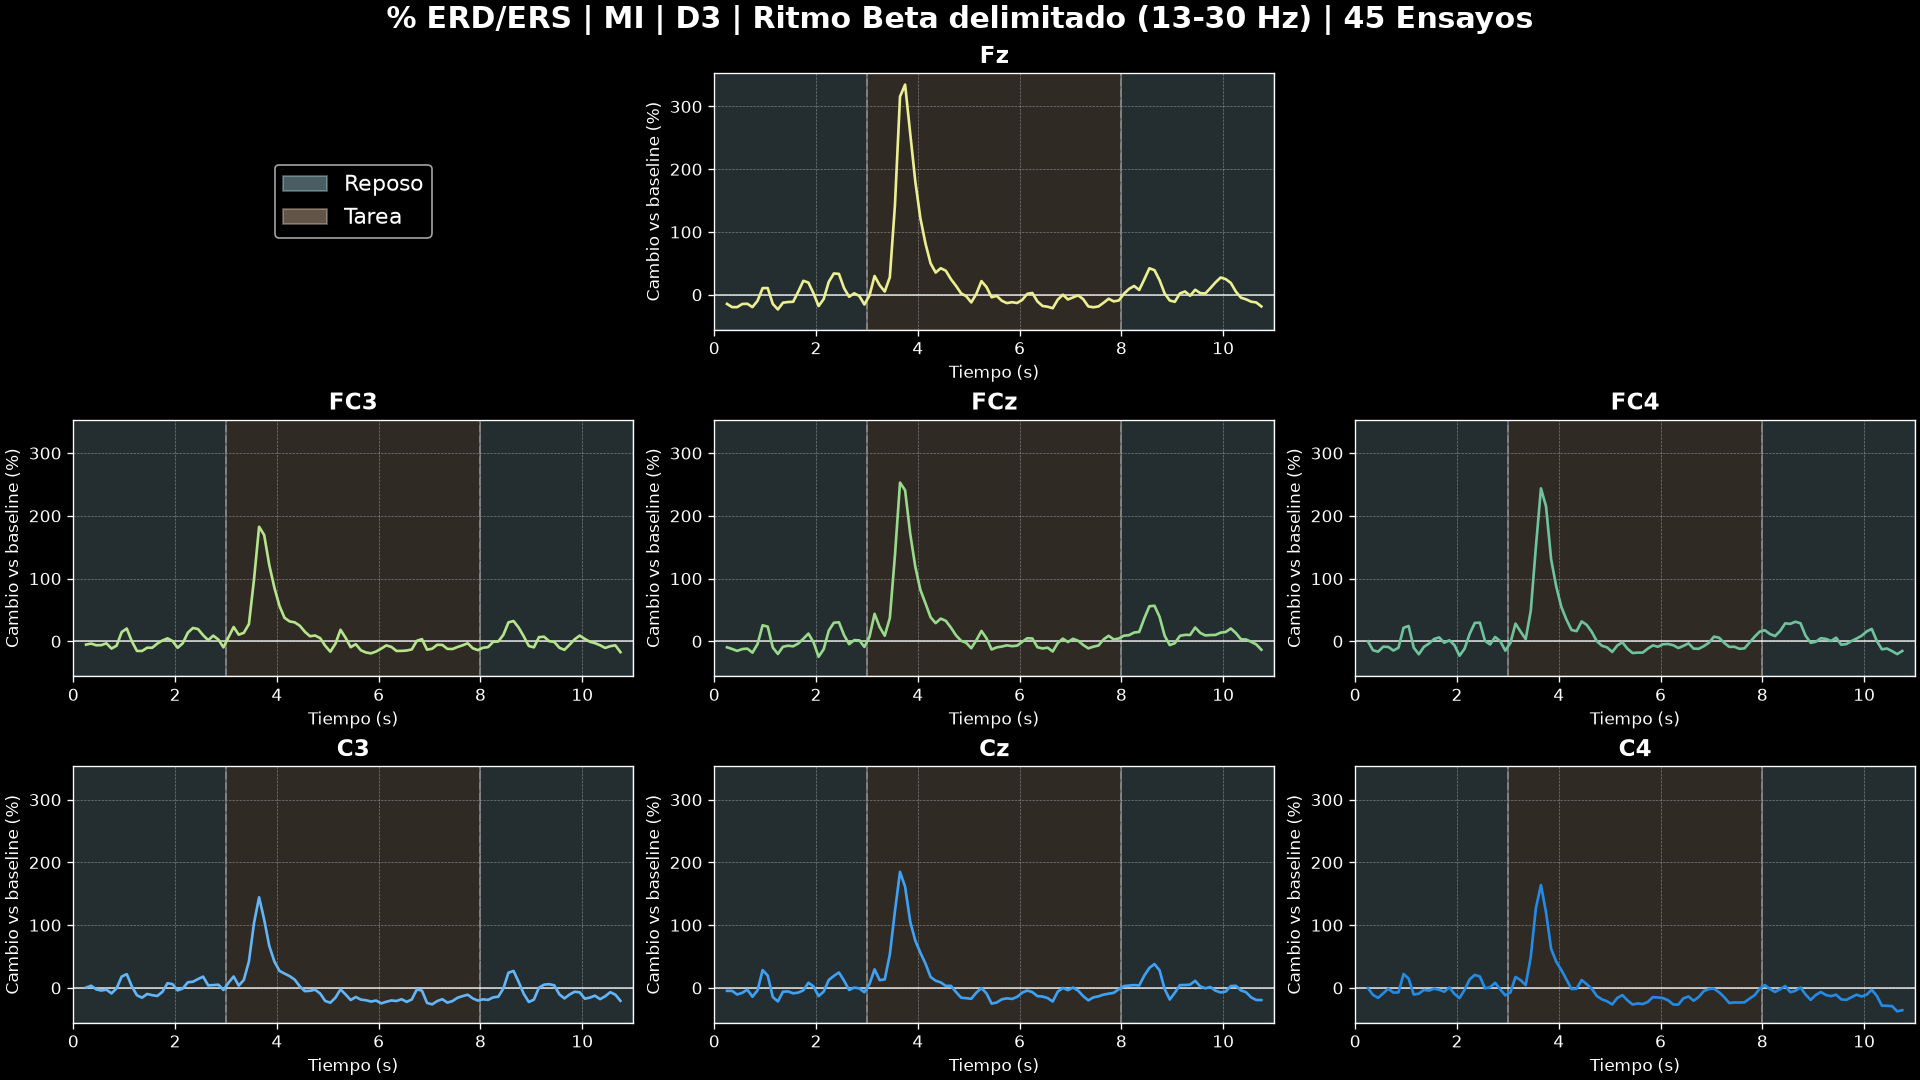 % ERD/ERS | MI | D3 | Ritmo Beta delimitado (13-30 Hz) | 45 Ensayos
Fz
Cambio vs baseline (%)
300
200
100
0
0 2 4 6 8 10
Tiempo (s)
Reposo
Tarea
FC3
Cambio vs baseline (%)
300
200
100
0
0 2 4 6 8 10
Tiempo (s)
FCz
Cambio vs baseline (%)
300
200
100
0
0 2 4 6 8 10
Tiempo (s)
FC4
Cambio vs baseline (%)
300
200
100
0
0 2 4 6 8 10
Tiempo (s)
C3
Cambio vs baseline (%)
300
200
100
0
0 2 4 6 8 10
Tiempo (s)
Cz
Cambio vs baseline (%)
300
200
100
0
0 2 4 6 8 10
Tiempo (s)
C4
Cambio vs baseline (%)
300
200
100
0
0 2 4 6 8 10
Tiempo (s)